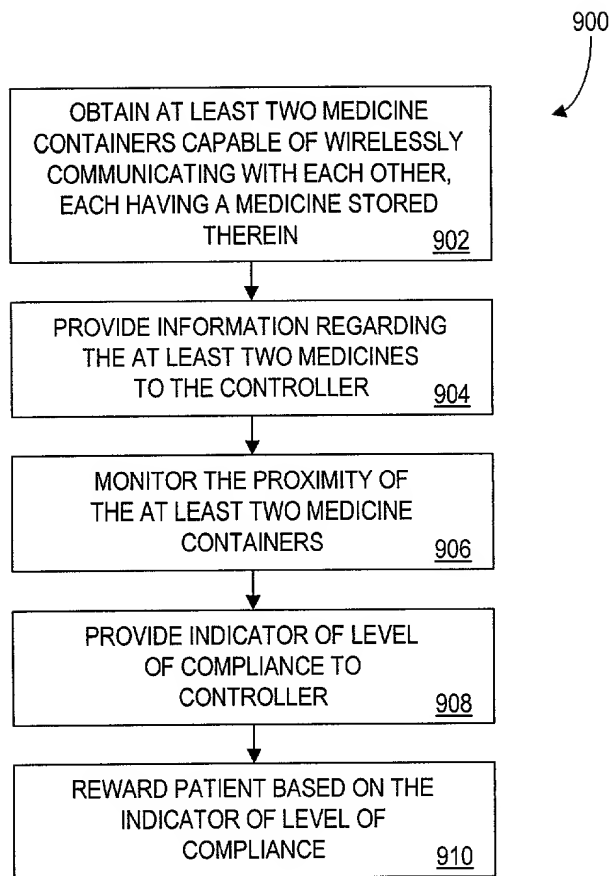 900
OBTAIN AT LEAST TWO MEDICINE
CONTAINERS CAPABLE OF WIRELESSLY
COMMUNICATING WITH EACH OTHER,
EACH HAVING A MEDICINE STORED
THEREIN
902
PROVIDE INFORMATION REGARDING
THE AT LEAST TWO MEDICINES
TO THE CONTROLLER
904
MONITOR THE PROXIMITY OF
THE AT LEAST TWO MEDICINE
CONTAINERS
906
PROVIDE INDICATOR OF LEVEL
OF COMPLIANCE TO
CONTROLLER
908
REWARD PATIENT BASED ON THE
INDICATOR OF LEVEL OF
COMPLIANCE
910